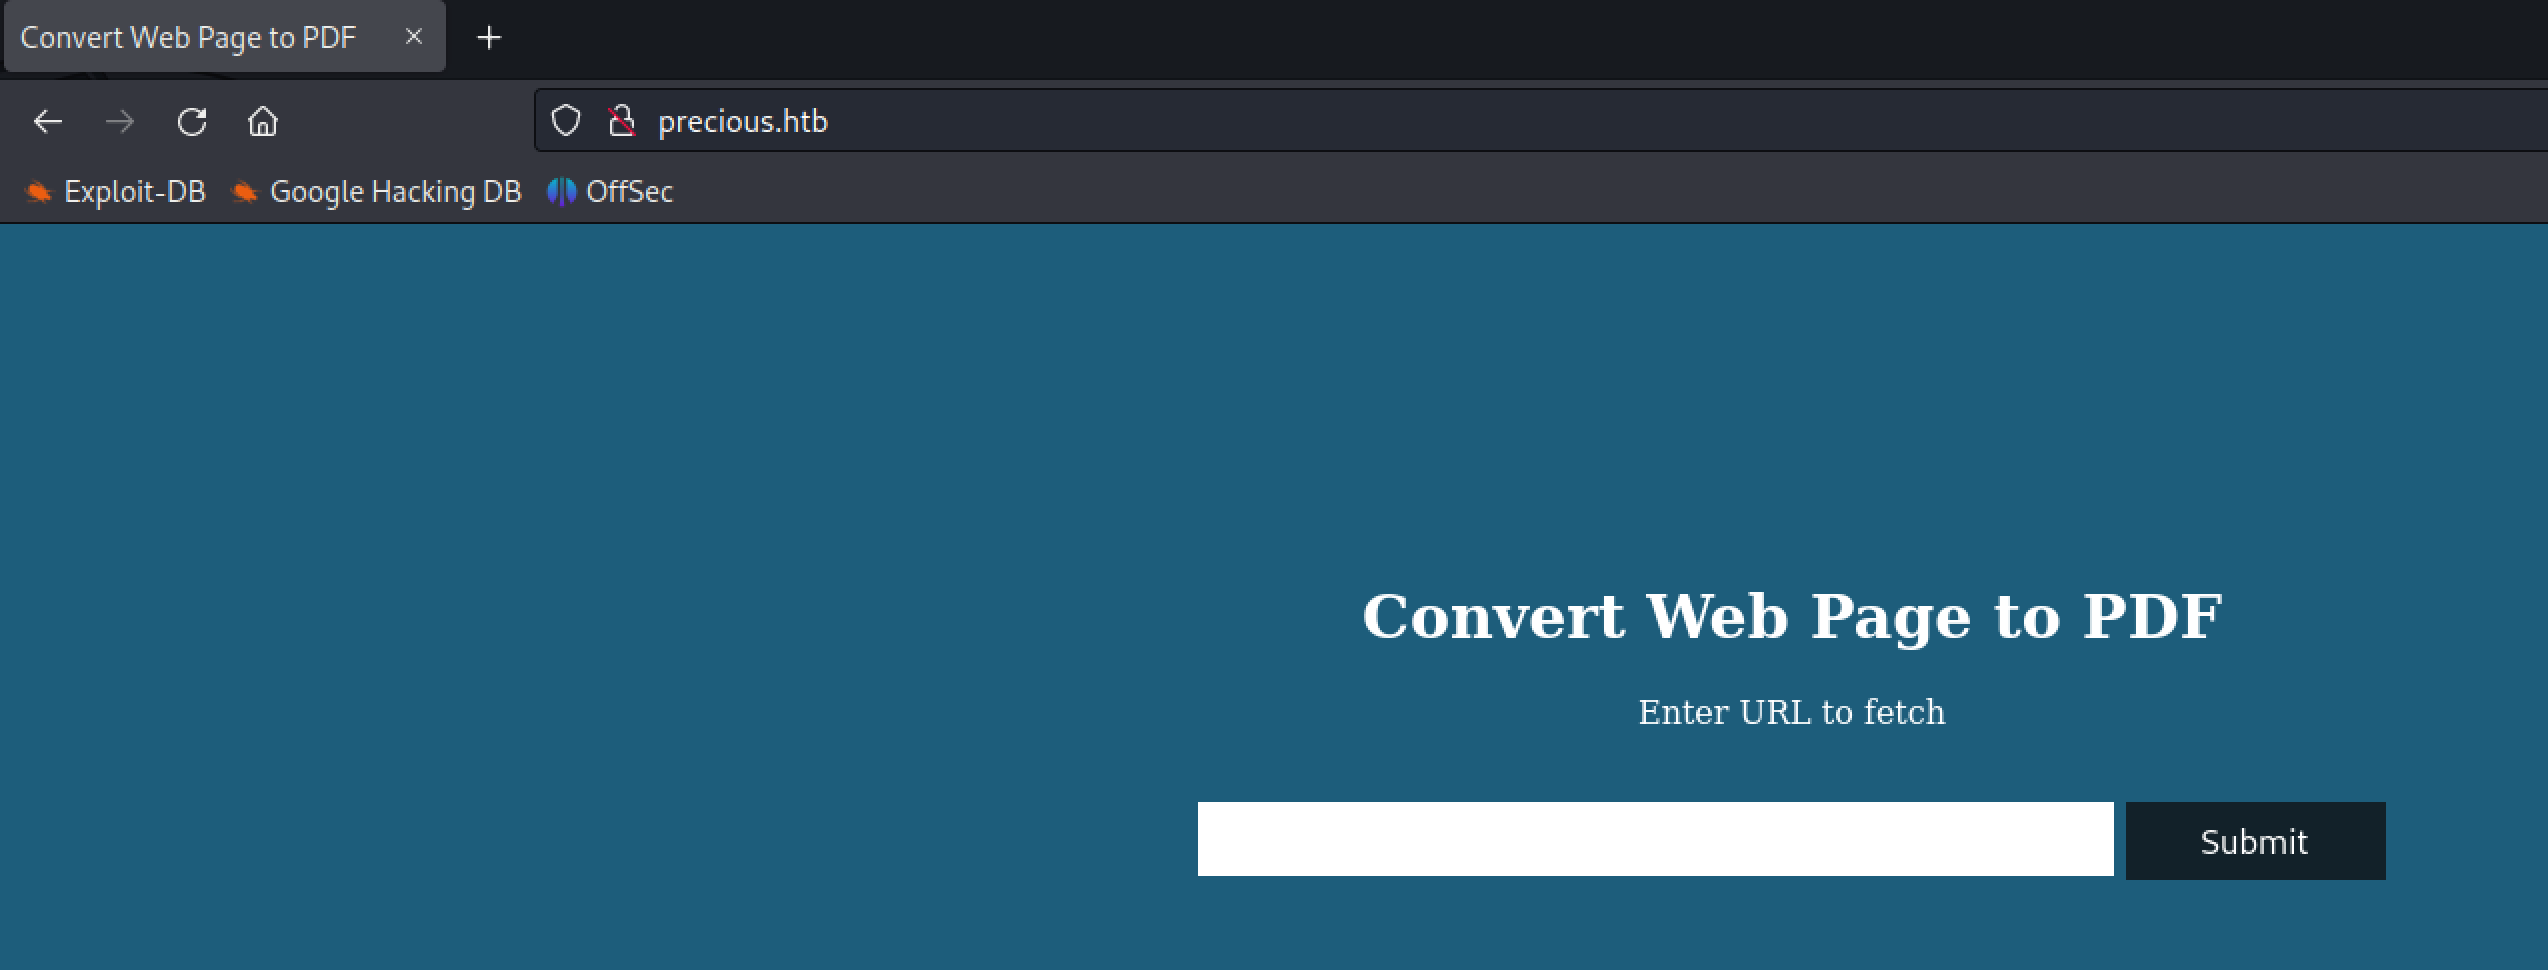 Convert Web Page to PDF
precious.htb
Exploit-DB Google Hacking DB OffSec
Convert Web Page to PDF
Enter URL to fetch
Submit